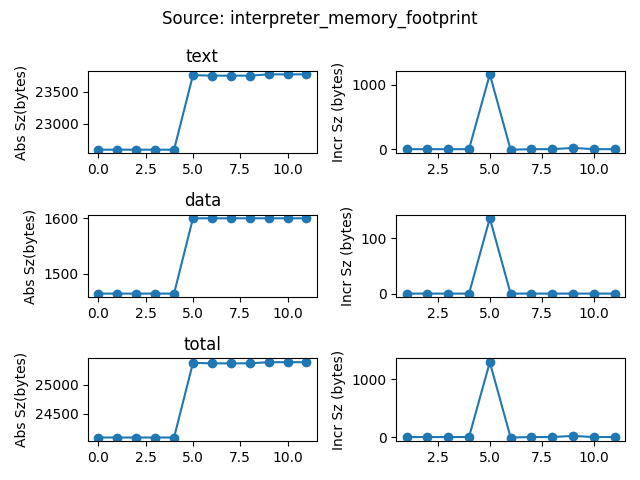 Source: interpreter_memory_footprint
text
Abs Sz(bytes)
23500
23000
0.0 2.5 5.0 7.5 10.0
Incr Sz (bytes)
1000
0
2.5 5.0 7.5 10.0
data
Abs Sz(bytes)
1600
1500
0.0 2.5 5.0 7.5 10.0
Incr Sz (bytes)
100
0
2.5 5.0 7.5 10.0
total
Abs Sz(bytes)
25000
24500
0.0 2.5 5.0 7.5 10.0
Incr Sz (bytes)
1000
0
2.5 5.0 7.5 10.0